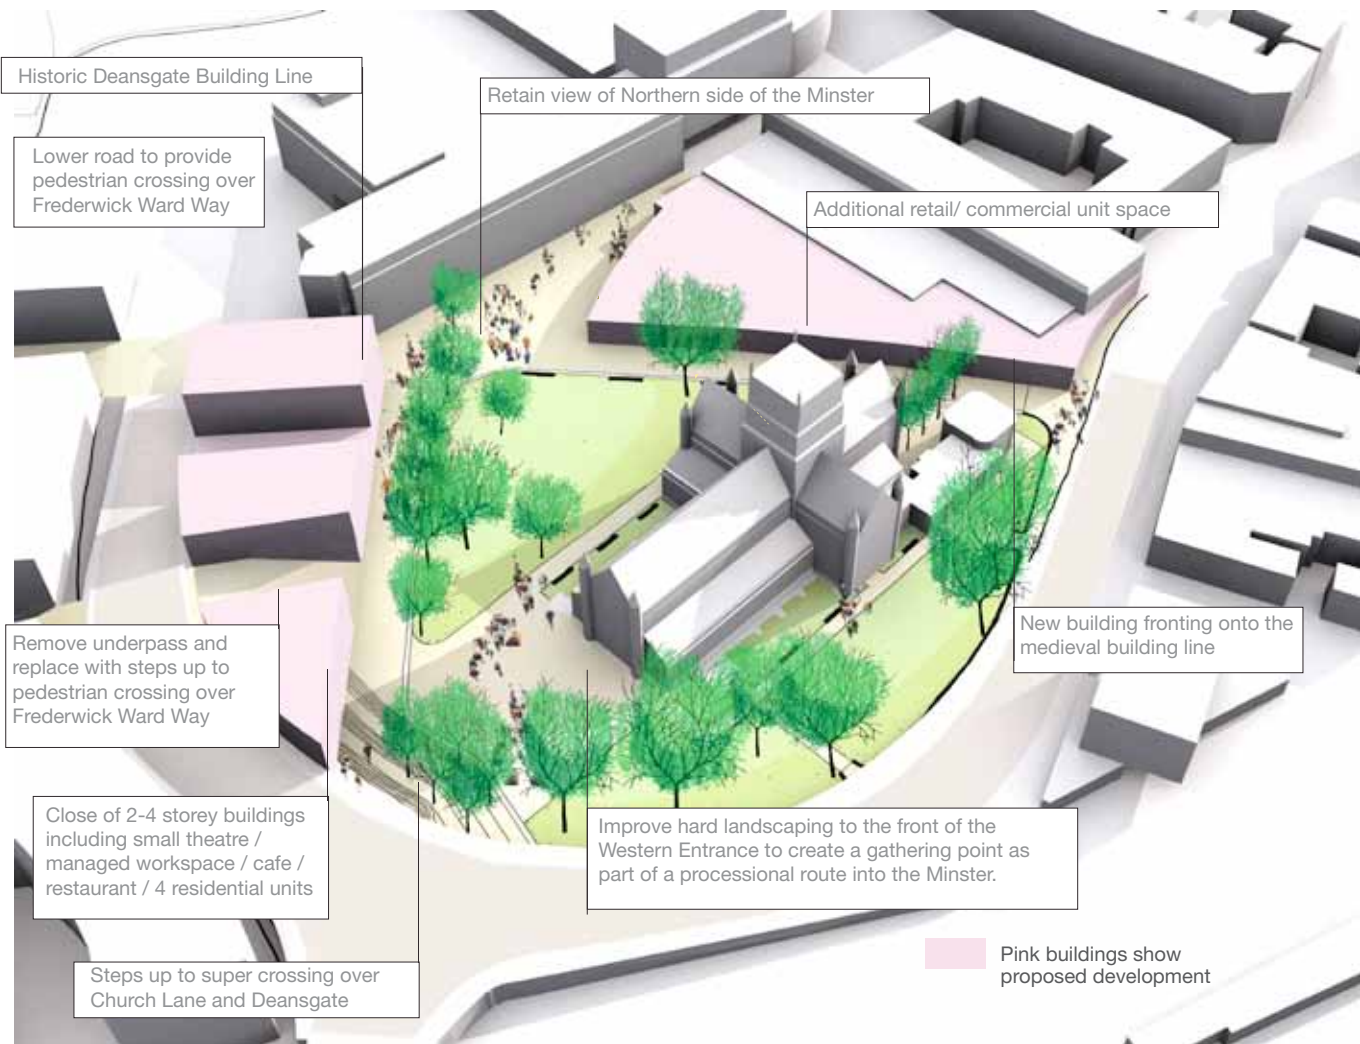 Historic Deansgate Building Line
Retain view of Northern side of the Minster
Lower road to provide
pedestrian crossing over
Frederwick Ward Way
Additional retail/ commercial unit space
New building fronting onto the
medieval building line
Remove underpass and
replace with steps up to
pedestrian crossing over
Frederwick Ward Way
Close of 2-4 storey buildings
including small theatre /
managed workspace / cafe /
restaurant / 4 residential units
Improve hard landscaping to the front of the
Western Entrance to create a gathering point as
part of a processional route into the Minster.
Steps up to super crossing over
Church Lane and Deansgate
Pink buildings show
proposed development